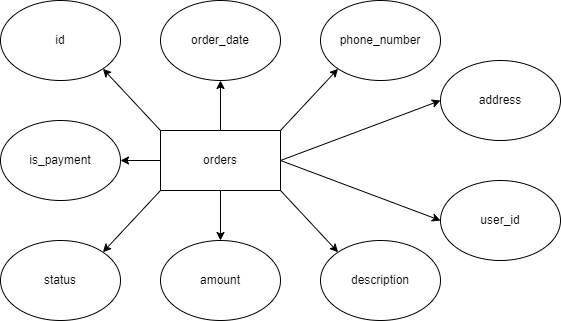 id
order_date
phone_number
address
is_payment
orders
user_id
status
amount
description